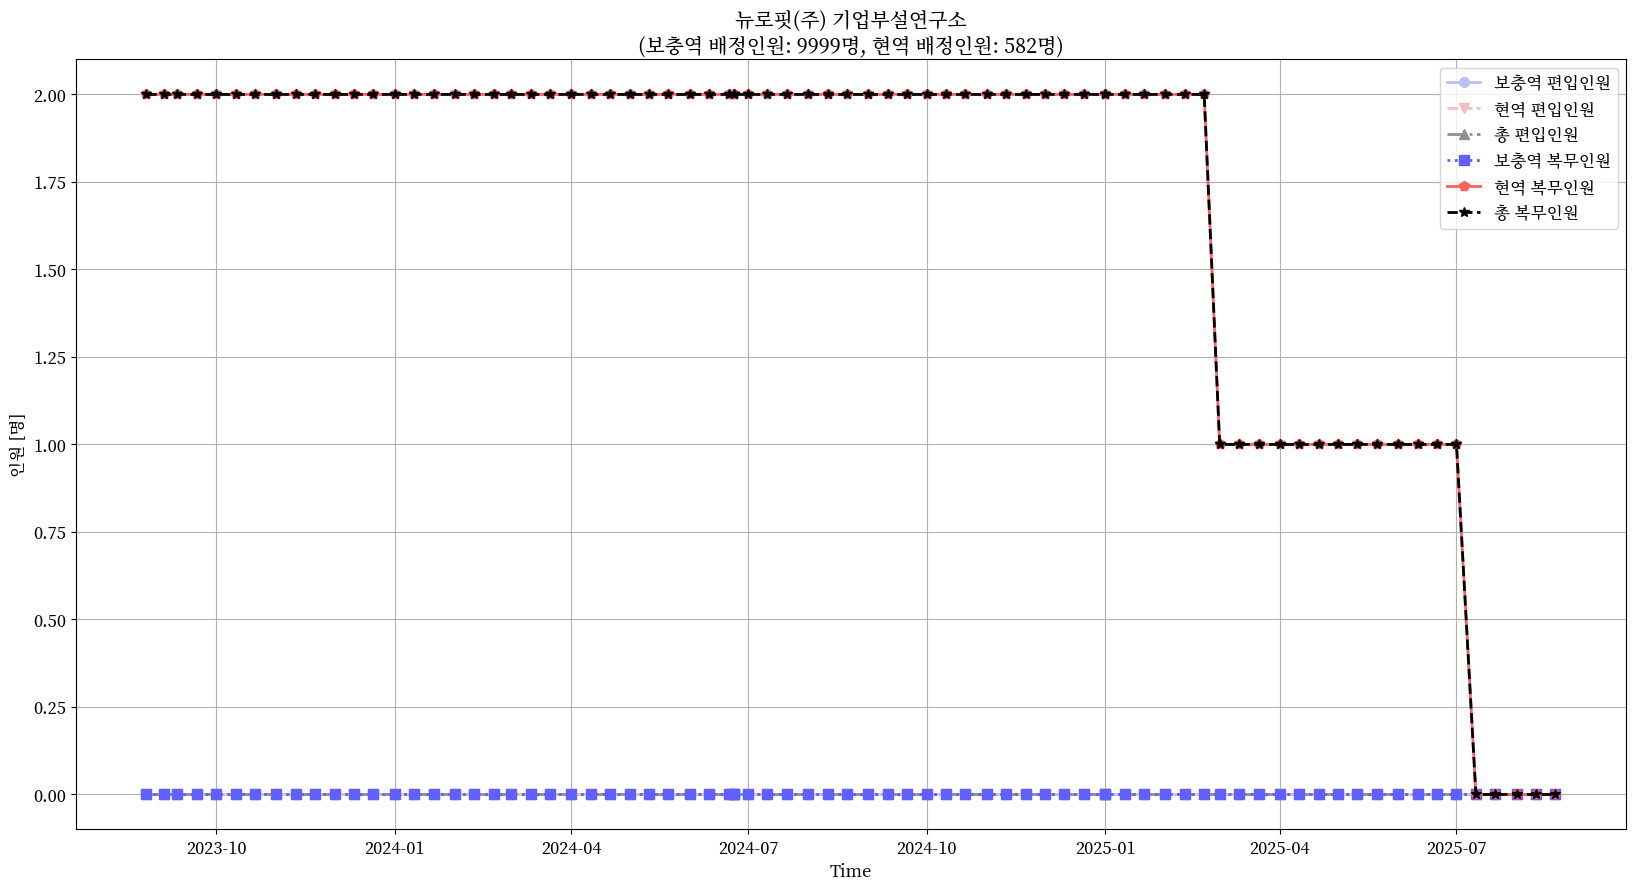 뉴로핏(주) 기업부설연구소
(보충역 배정인원: 9999명, 현역 배정인원: 582명)
보충역 편입인원
현역 편입인원
총 편입인원
보충역 복무인원
현역 복무인원
총 복무인원
인원 [명]
2.00
1.75
1.50
1.25
1.00
0.75
0.50
0.25
0.00
2023-10
2024-01
2024-04
2024-07
2024-10
2025-01
2025-04
2025-07
Time